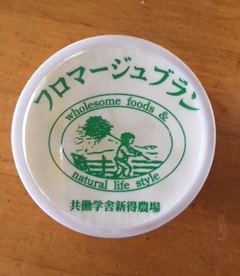 フロマージュブラン
wholesome foods &
natural life style
共働学舎新得農場